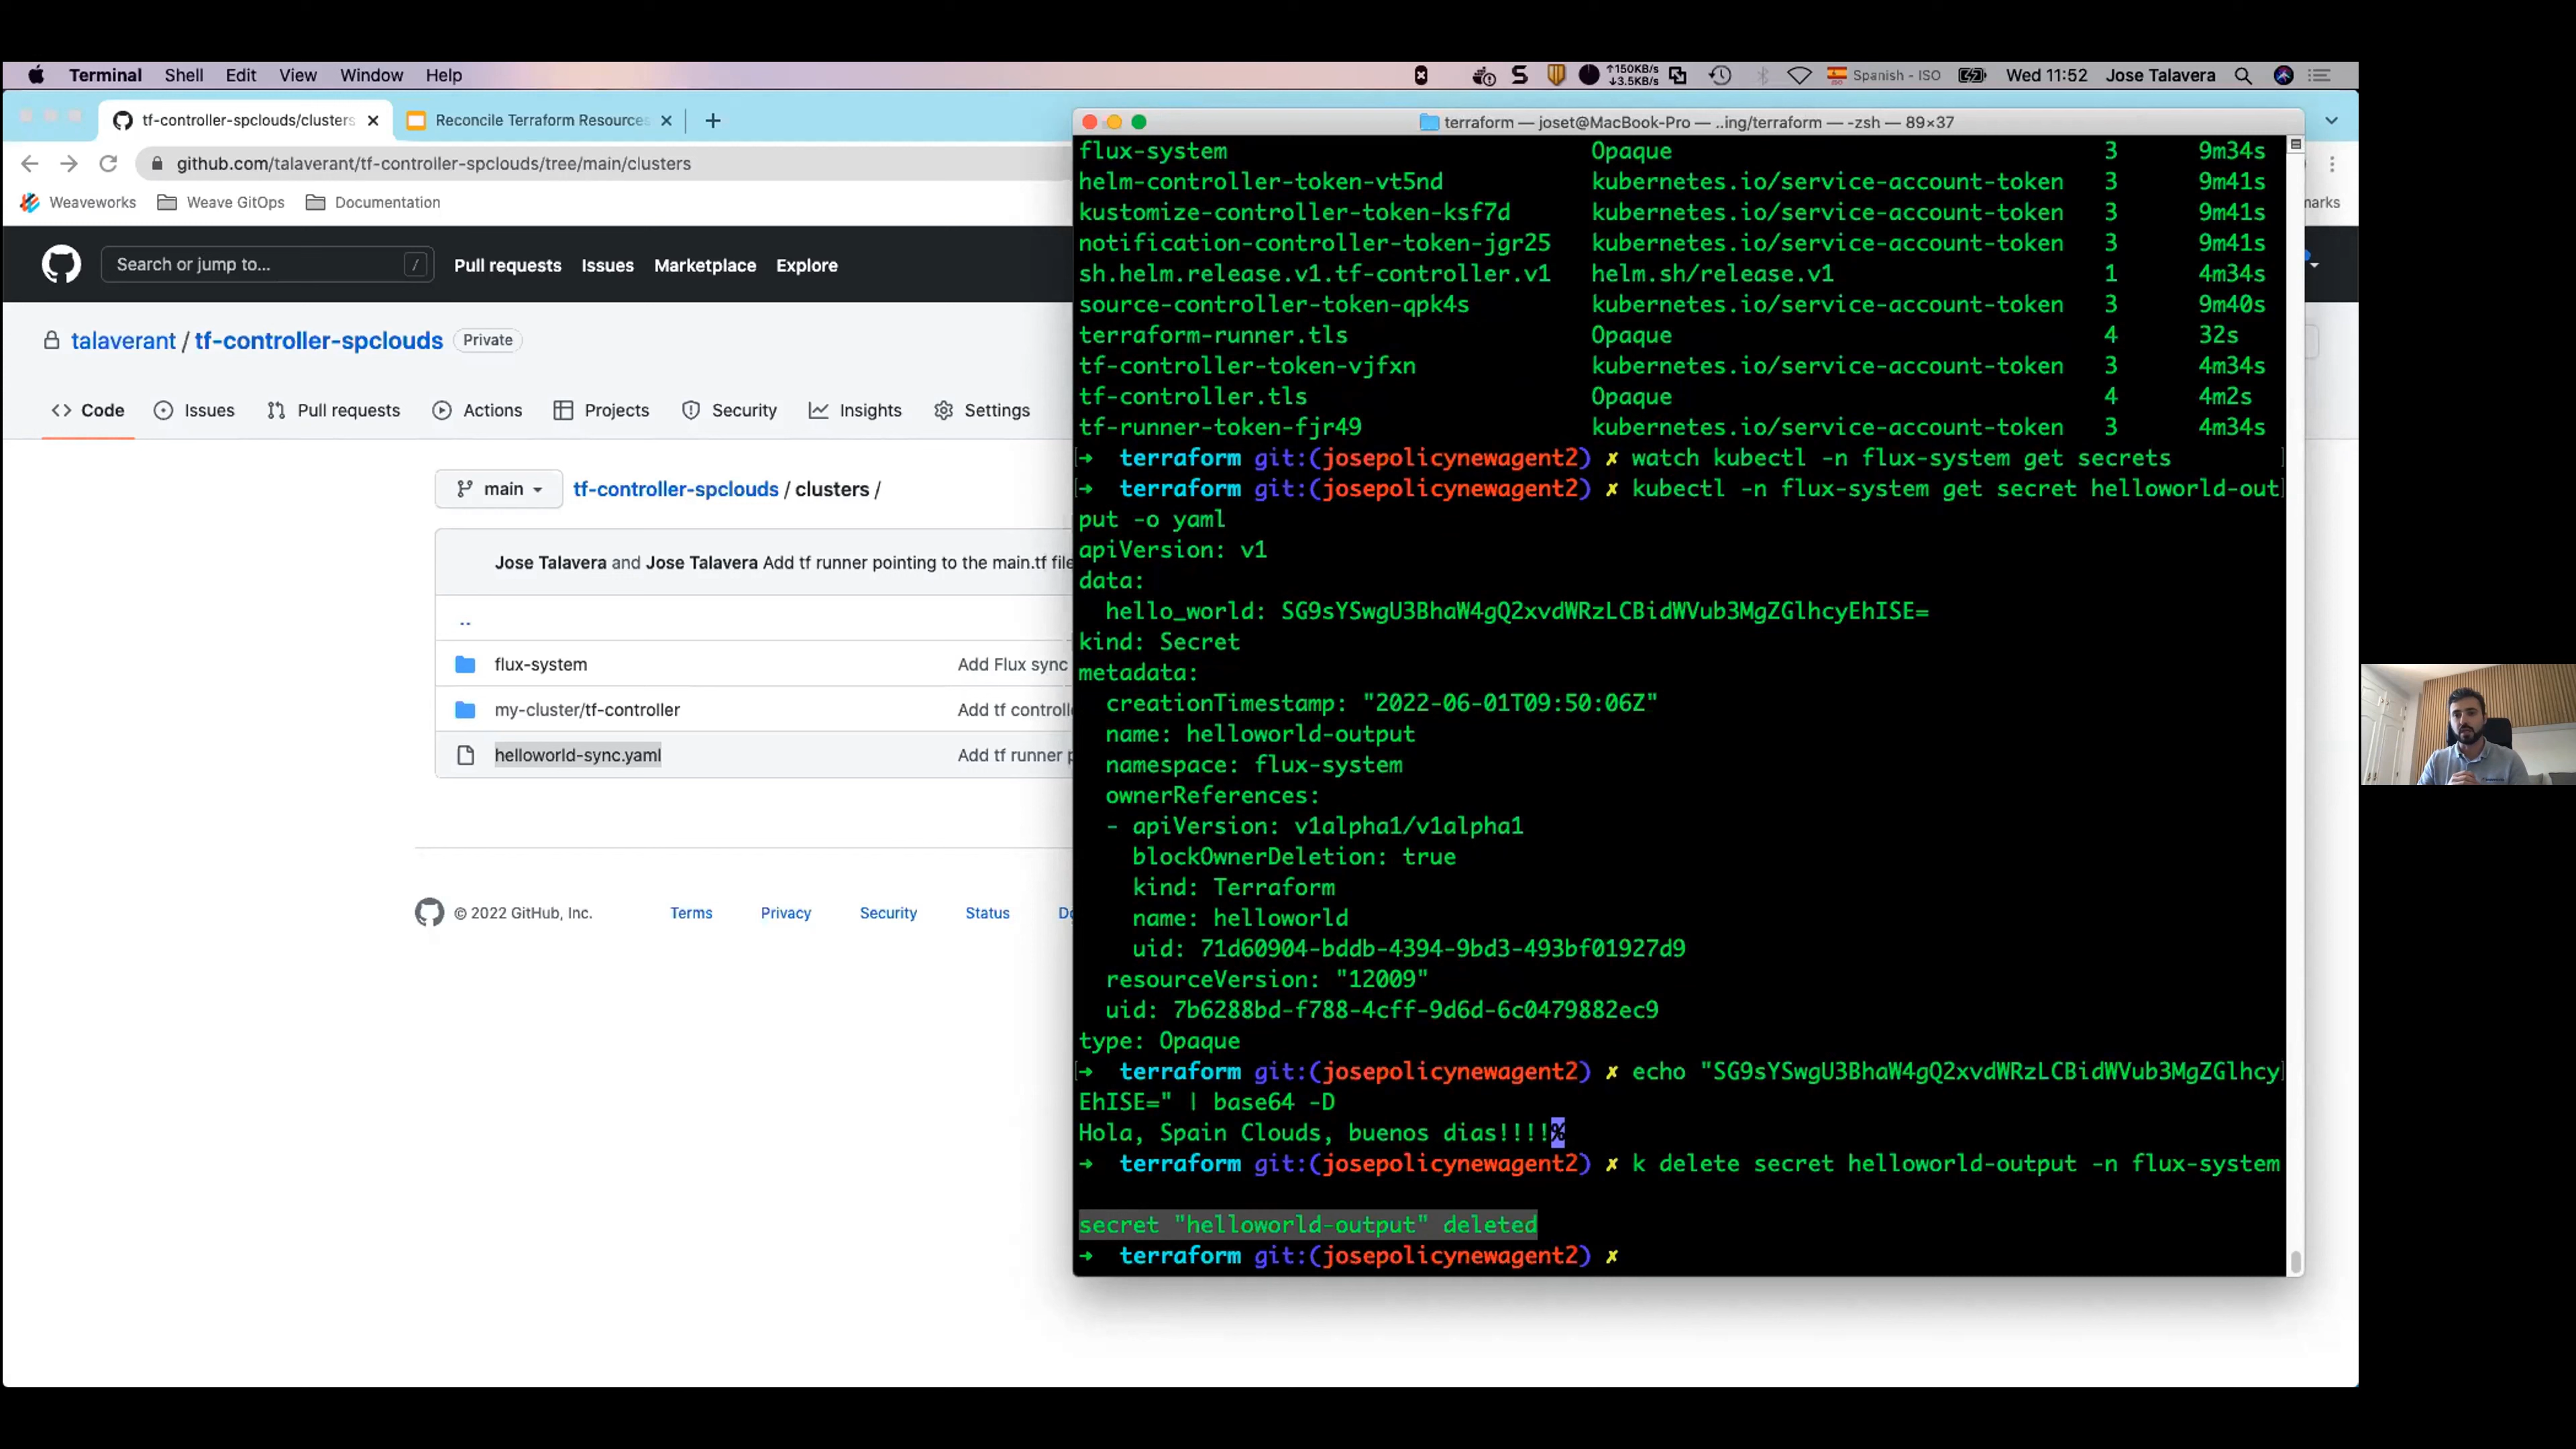 Terminal Shell Edit View Window Help
↑150KB/s
↓3.5KB/s
Spanish - ISO
Wed 11:52 Jose Talavera
tf-controller-spclouds/clusters
Reconcile Terraform Resources
github.com/talaverant/tf-controller-spclouds/tree/main/clusters
Weaveworks Weave GitOps Documentation
Search or jump to... /
Pull requests Issues Marketplace Explore
talaverant / tf-controller-spclouds Private
Code Issues Pull requests Actions Projects Security Insights Settings
main tf-controller-spclouds / clusters /
Jose Talavera and Jose Talavera Add tf runner pointing to the main.tf file
..
flux-system Add Flux sync
my-cluster/tf-controller Add tf controll
helloworld-sync.yaml Add tf runner p
© 2022 GitHub, Inc. Terms Privacy Security Status
terraform — joset@MacBook-Pro — ..ing/terraform — -zsh — 89×37
flux-system Opaque 3 9m34s
helm-controller-token-vt5nd kubernetes.io/service-account-token 3 9m41s
kustomize-controller-token-ksf7d kubernetes.io/service-account-token 3 9m41s
notification-controller-token-jgr25 kubernetes.io/service-account-token 3 9m41s
sh.helm.release.v1.tf-controller.v1 helm.sh/release.v1 1 4m34s
source-controller-token-qpk4s kubernetes.io/service-account-token 3 9m40s
terraform-runner.tls Opaque 4 32s
tf-controller-token-vjfxn kubernetes.io/service-account-token 3 4m34s
tf-controller.tls Opaque 4 4m2s
tf-runner-token-fjr49 kubernetes.io/service-account-token 3 4m34s
→ terraform git:(josepolicynewagent2) ✗ watch kubectl -n flux-system get secrets
→ terraform git:(josepolicynewagent2) ✗ kubectl -n flux-system get secret helloworld-out
put -o yaml
apiVersion: v1
data:
hello_world: SG9sYSwgU3BhaW4gQ2xvdWRzLCBidWVub3MgZGlhcyEhISE=
kind: Secret
metadata:
creationTimestamp: "2022-06-01T09:50:06Z"
name: helloworld-output
namespace: flux-system
ownerReferences:
- apiVersion: v1alpha1/v1alpha1
blockOwnerDeletion: true
kind: Terraform
name: helloworld
uid: 71d60904-bddb-4394-9bd3-493bf01927d9
resourceVersion: "12009"
uid: 7b6288bd-f788-4cff-9d6d-6c0479882ec9
type: Opaque
→ terraform git:(josepolicynewagent2) ✗ echo "SG9sYSwgU3BhaW4gQ2xvdWRzLCBidWVub3MgZGlhcy
EhISE=" | base64 -D
Hola, Spain Clouds, buenos dias!!!!%
→ terraform git:(josepolicynewagent2) ✗ k delete secret helloworld-output -n flux-system
secret "helloworld-output" deleted
→ terraform git:(josepolicynewagent2) ✗